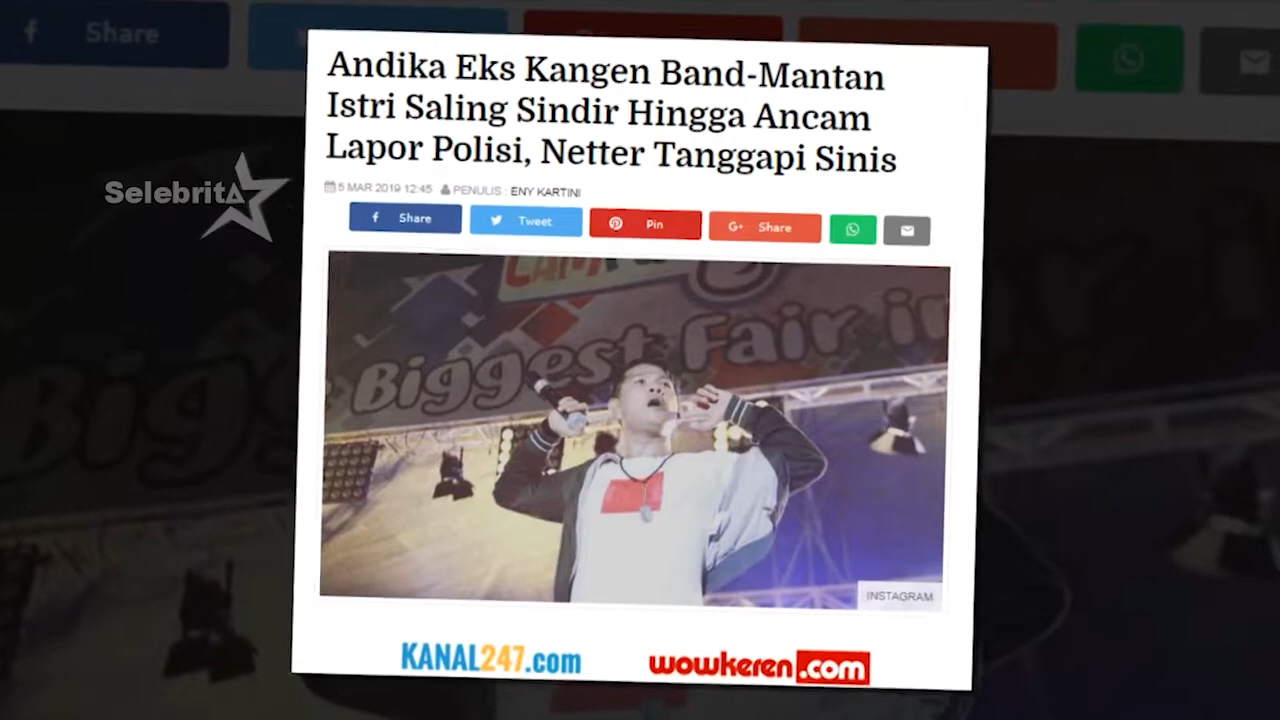 Share
Andika Eks Kangen Band-Mantan
Istri Saling Sindir Hingga Ancam
Lapor Polisi, Netter Tanggapi Sinis
5 MAR 2019 12:45 PENULIS : ENY KARTINI
Selebrita
Share Tweet Pin G+ Share
Biggest Fair in
INSTAGRAM
KANAL247.com wowkeren.com